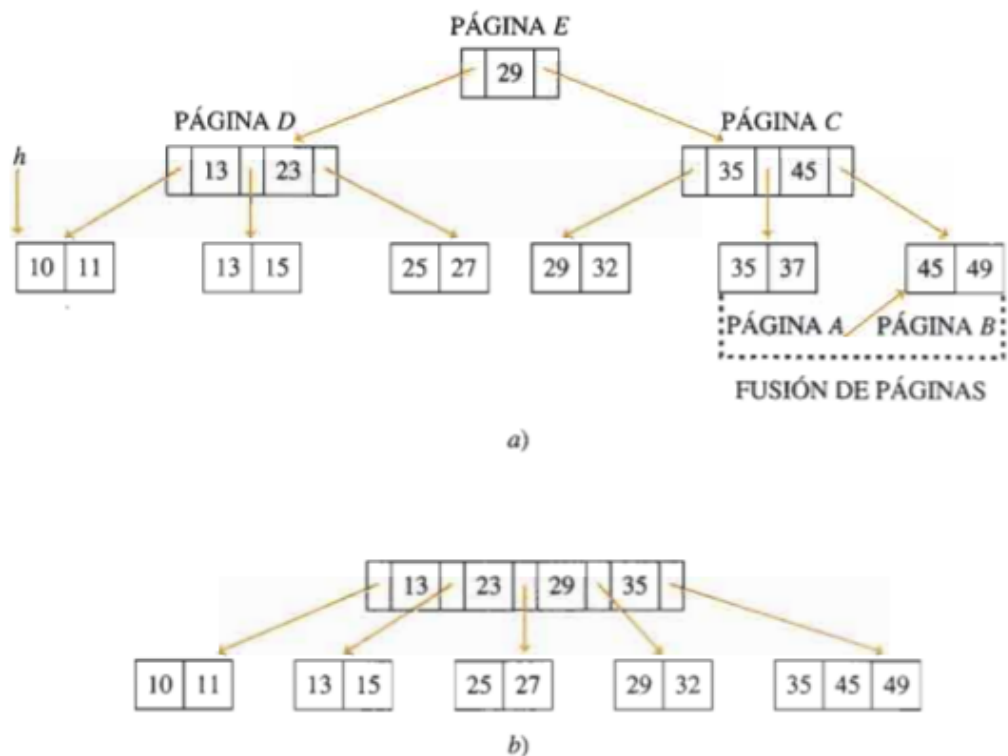 PÁGINA E
29
PÁGINA D
PÁGINA C
h
13 23
35 45
10 11
13 15
25 27
29 32
35 37
45 49
PÁGINA A
PÁGINA B
FUSIÓN DE PÁGINAS
a)
13 23 29 35
10 11
13 15
25 27
29 32
35 45 49
b)